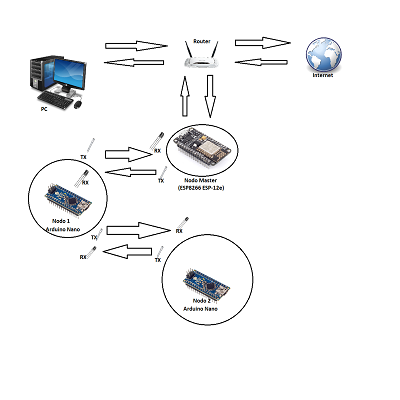 Router
PC
Internet
TX
RX
TX
Nodo Master
(ESP8266 ESP-12e)
RX
Nodo 1
Arduino Nano
TX
RX
RX
TX
Nodo 2
Arduino Nano